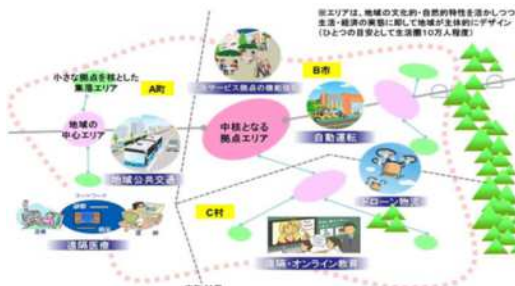 ※エリアは、地域の文化的・自然的特性を活かしつつ
生活・経済の実態に即して地域が主体的にデザイン
(ひとつの目安として生活圏10万人程度)
小さな拠点を核とした
集落エリア
A町
B市
サービス拠点の機能
地域の
中心エリア
中核となる
拠点エリア
自動運転
地域公共交通
ドローン物流
C村
遠隔医療
遠隔・オンライン教育